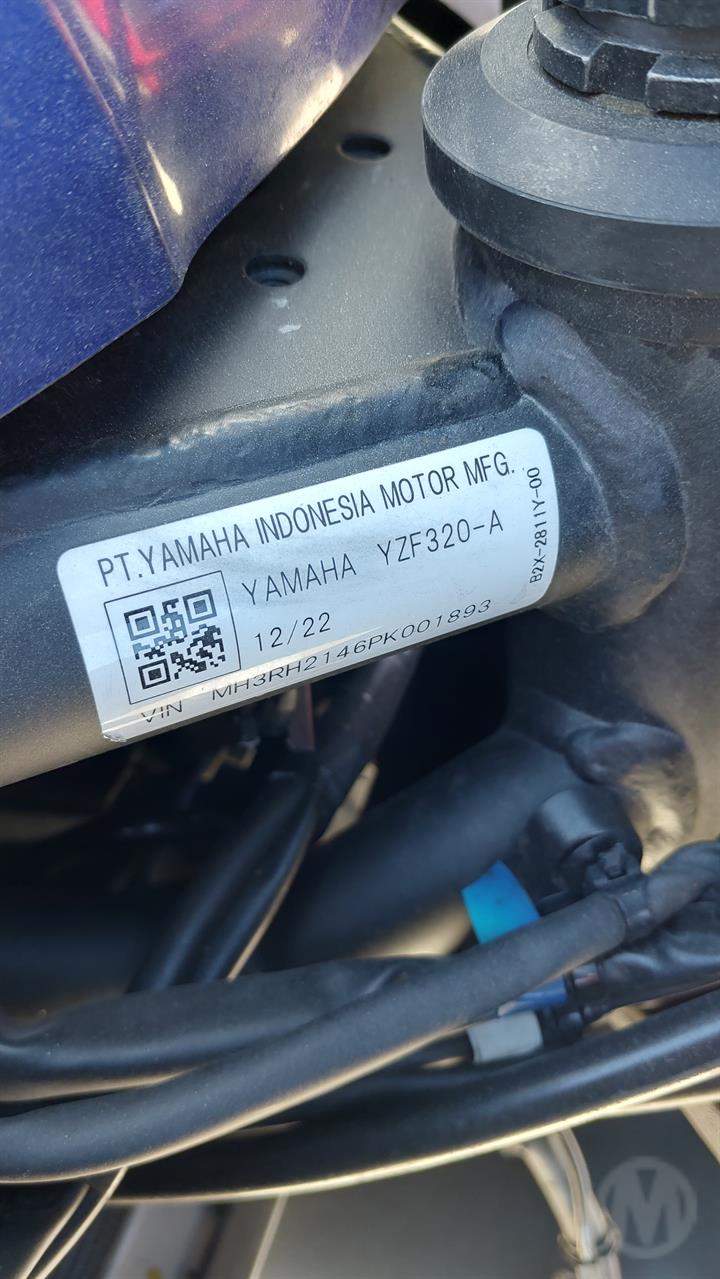 PT.YAMAHA INDONESIA MOTOR MFG.
YAMAHA YZF320-A
12/22
VIN MH3RH2146PK001893
B2X-2811Y-00
M